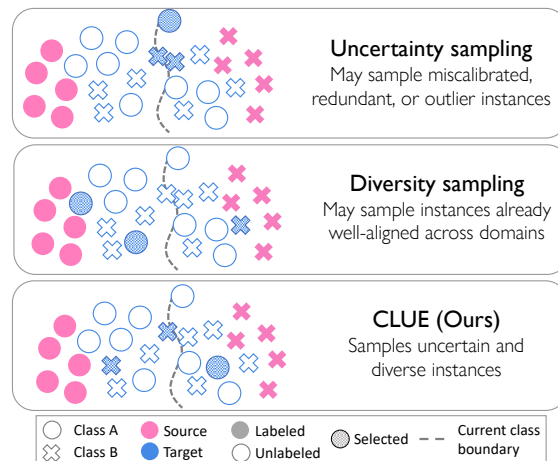 Uncertainty sampling
May sample miscalibrated,
redundant, or outlier instances
Diversity sampling
May sample instances already
well-aligned across domains
CLUE (Ours)
Samples uncertain and
diverse instances
Class A Source Labeled Selected Current class
Class B Target Unlabeled boundary